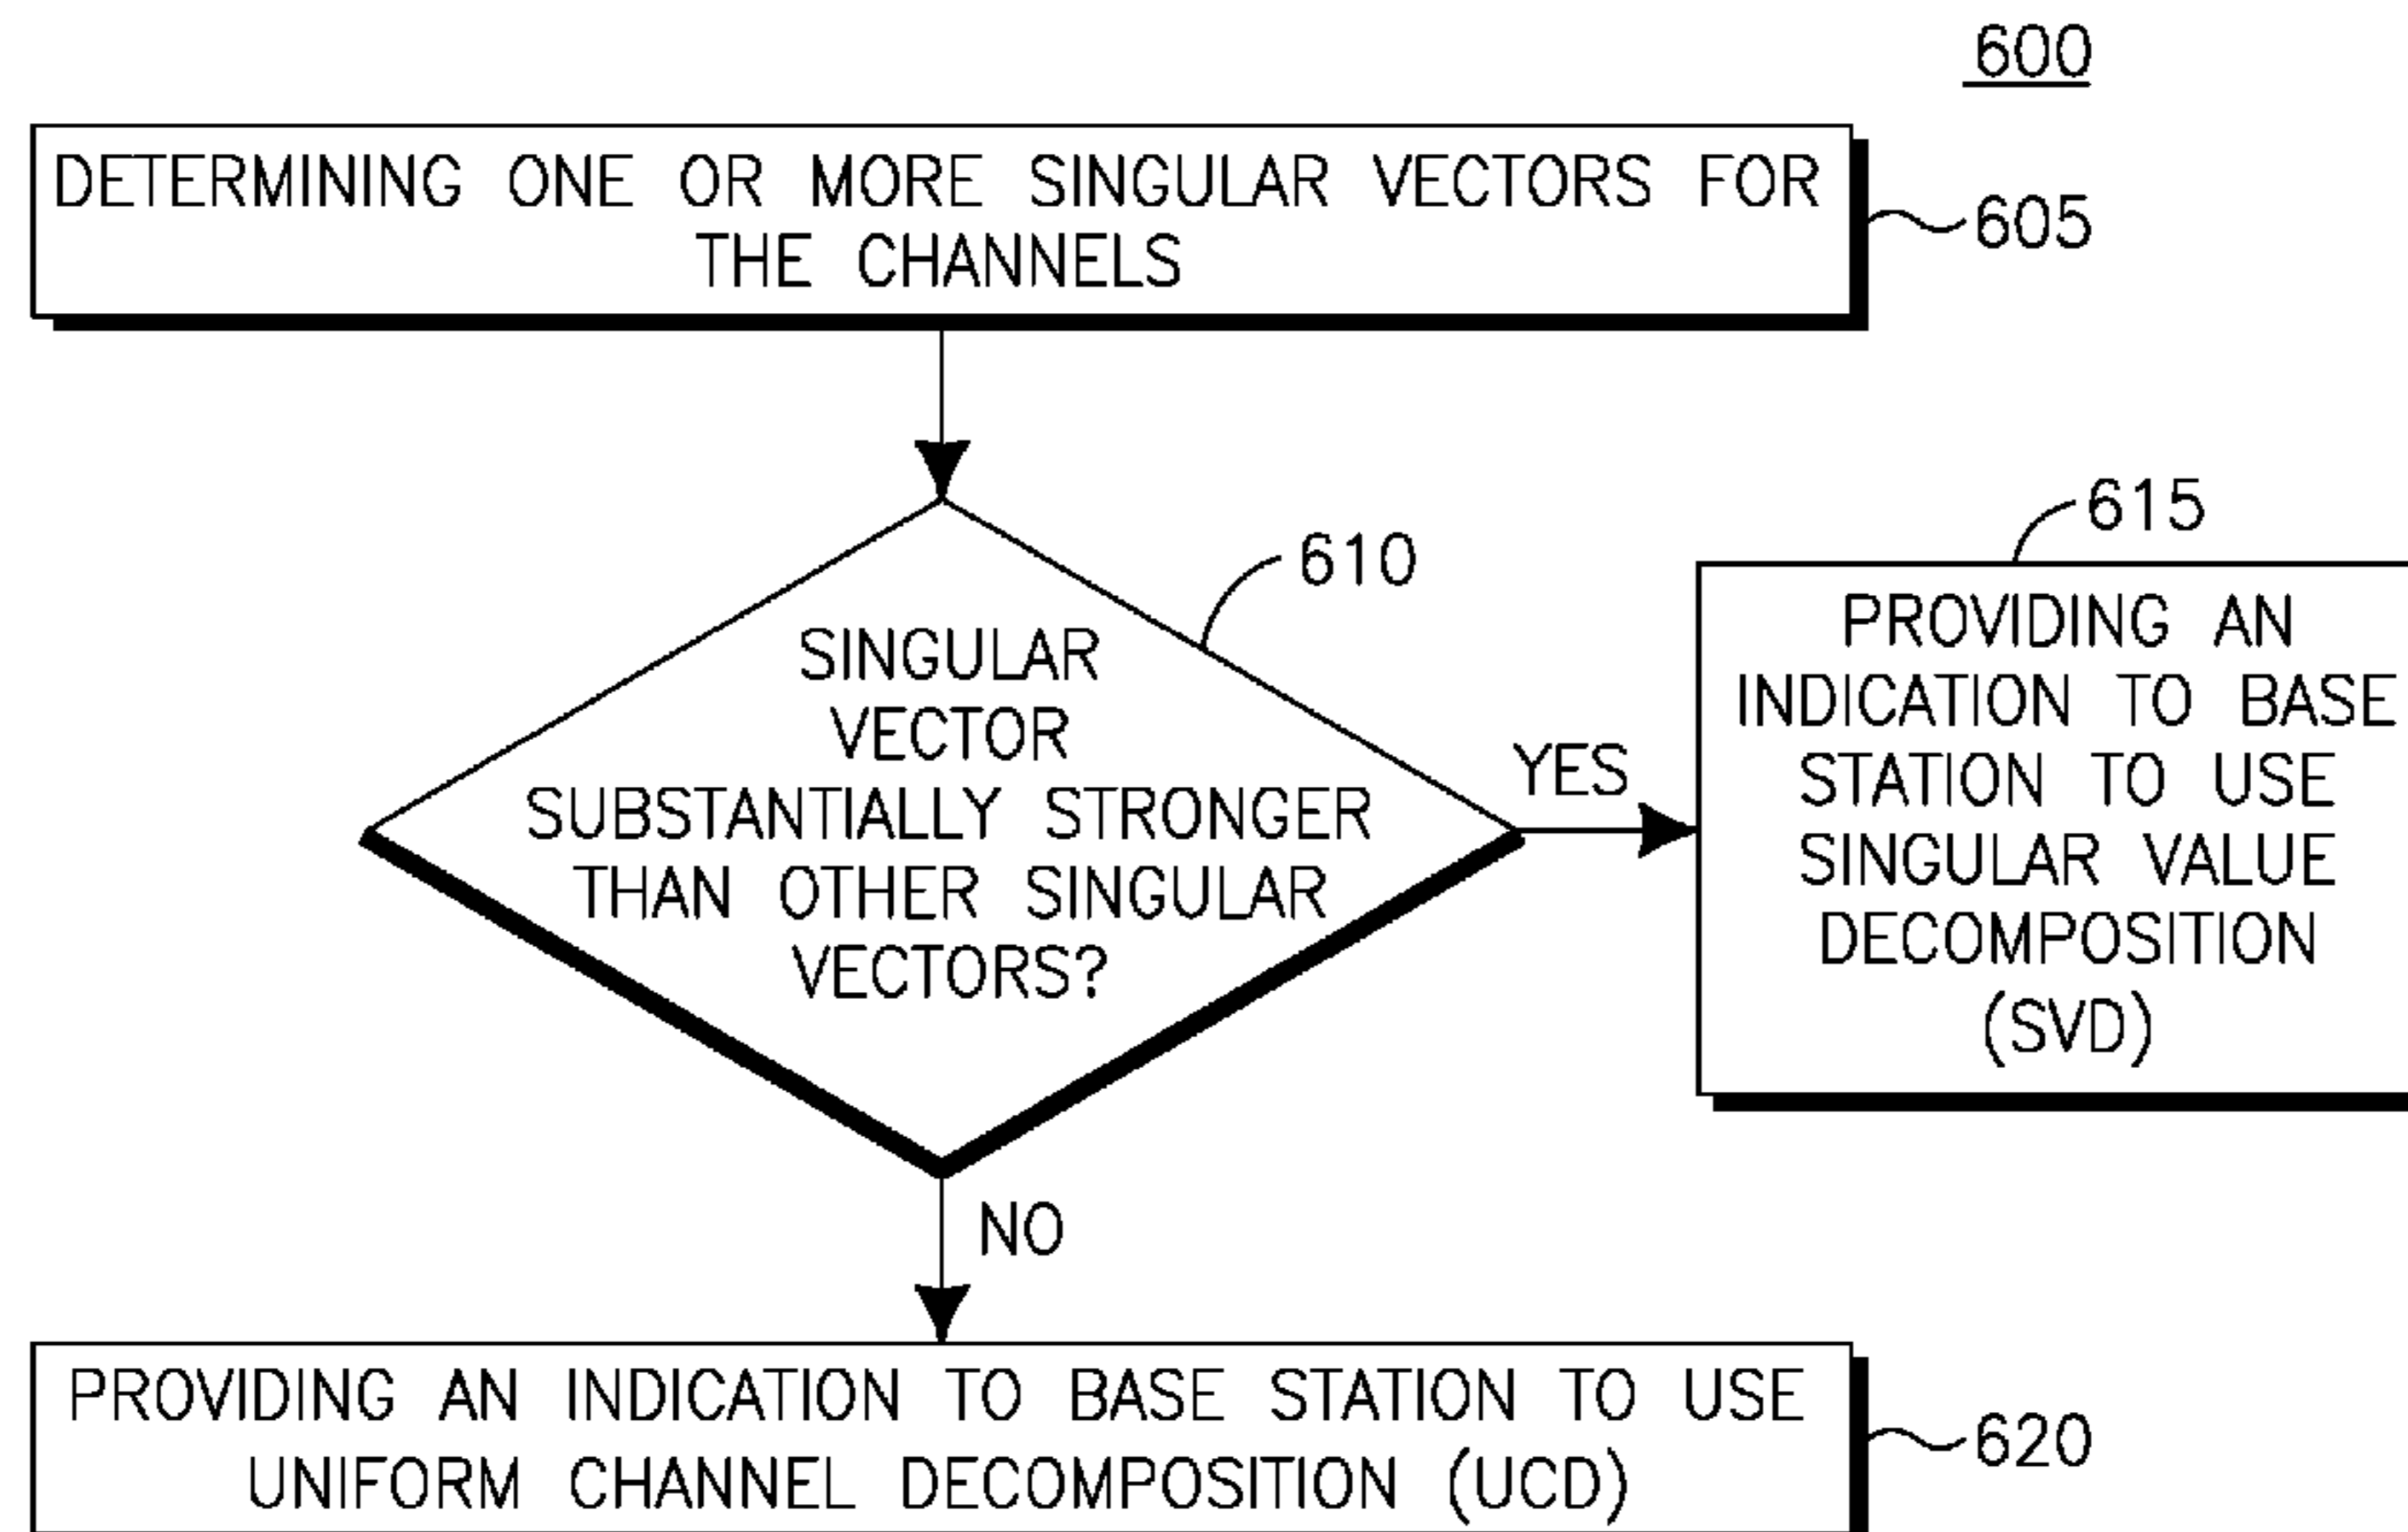 600
DETERMINING ONE OR MORE SINGULAR VECTORS FOR
THE CHANNELS
605
610
SINGULAR
VECTOR
SUBSTANTIALLY STRONGER
THAN OTHER SINGULAR
VECTORS?
YES
615
PROVIDING AN
INDICATION TO BASE
STATION TO USE
SINGULAR VALUE
DECOMPOSITION
(SVD)
NO
PROVIDING AN INDICATION TO BASE STATION TO USE
UNIFORM CHANNEL DECOMPOSITION (UCD)
620